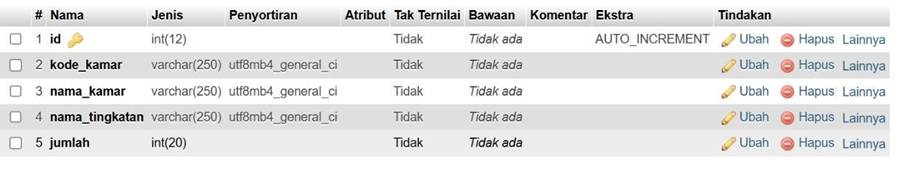 # Nama Jenis Penyortiran Atribut Tak Ternilai Bawaan Komentar Ekstra Tindakan
1 id int(12) Tidak Tidak ada AUTO_INCREMENT Ubah Hapus Lainnya
2 kode_kamar varchar(250) utf8mb4_general_ci Tidak Tidak ada Ubah Hapus Lainnya
3 nama_kamar varchar(250) utf8mb4_general_ci Tidak Tidak ada Ubah Hapus Lainnya
4 nama_tingkatan varchar(250) utf8mb4_general_ci Tidak Tidak ada Ubah Hapus Lainnya
5 jumlah int(20) Tidak Tidak ada Ubah Hapus Lainnya